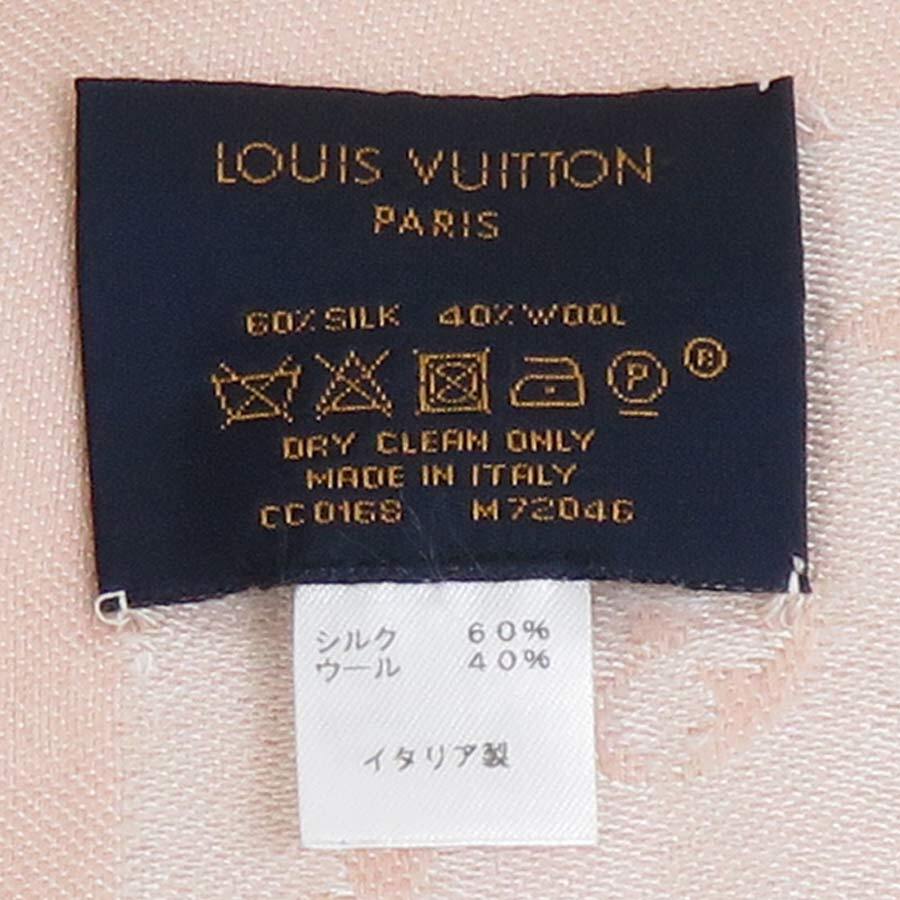 LOUIS VUITTON
PARIS
60% SILK 40% WOOL
P ®
DRY CLEAN ONLY
MADE IN ITALY
CC0168 M72046
シルク 60%
ウール 40%
イタリア製